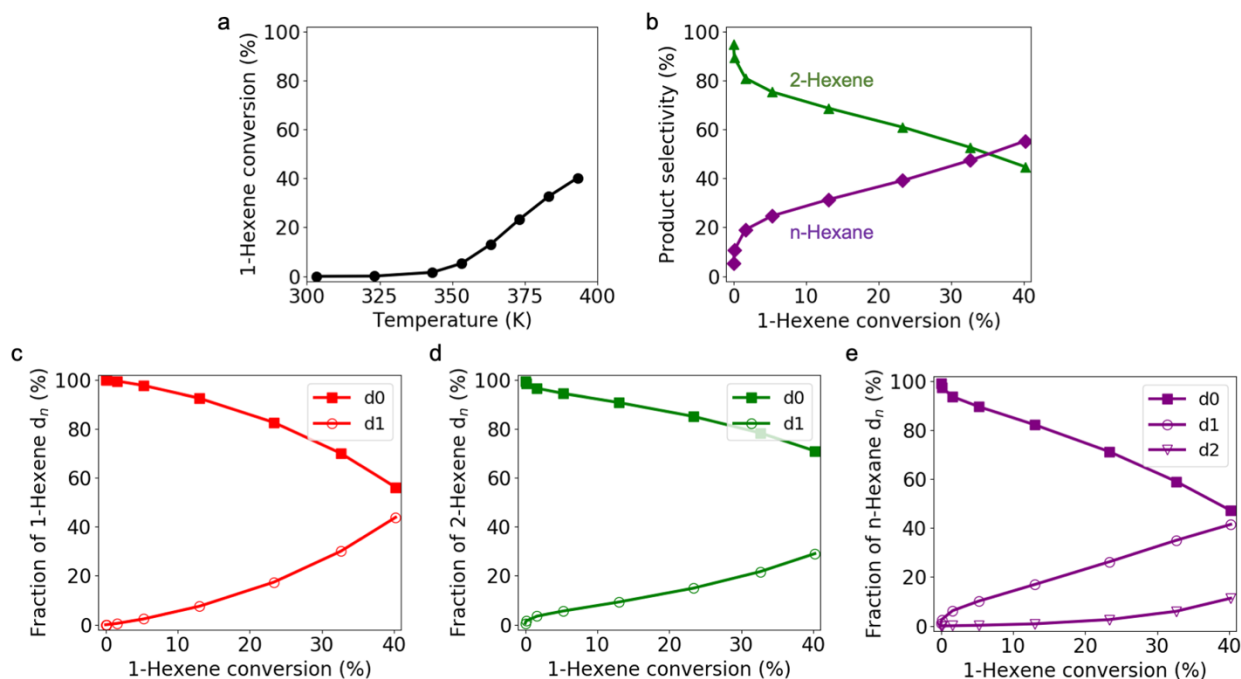 a
100
80
60
40
20
0
1-Hexene conversion (%)
300 325 350 375 400
Temperature (K)
b
100
80
60
40
20
0
Product selectivity (%)
2-Hexene
n-Hexane
0 10 20 30 40
1-Hexene conversion (%)
c
100
80
60
40
20
0
Fraction of 1-Hexene dₙ (%)
d0
d1
0 10 20 30 40
1-Hexene conversion (%)
d
100
80
60
40
20
0
Fraction of 2-Hexene dₙ (%)
d0
d1
0 10 20 30 40
1-Hexene conversion (%)
e
100
80
60
40
20
0
Fraction of n-Hexane dₙ (%)
d0
d1
d2
0 10 20 30 40
1-Hexene conversion (%)